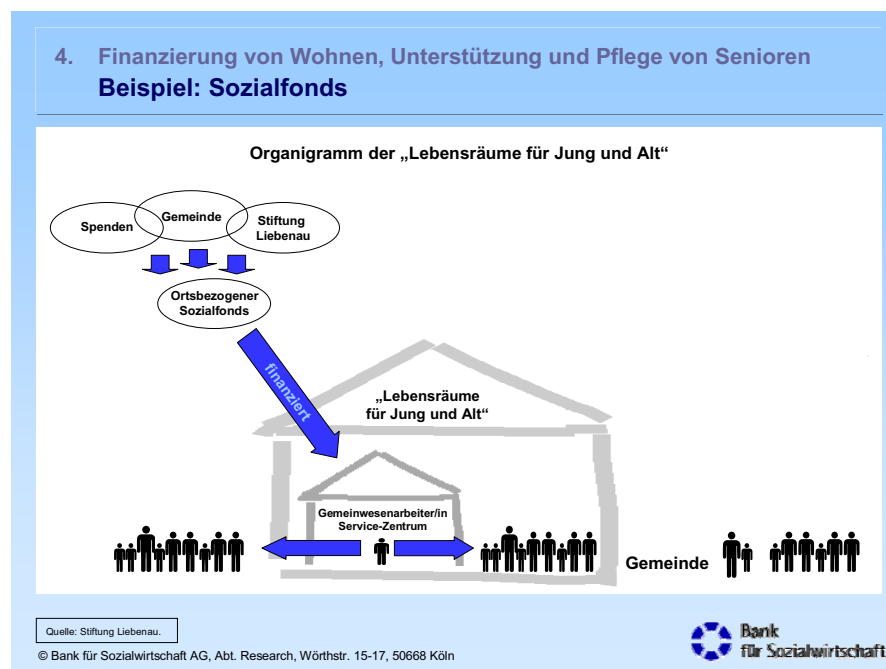 4. Finanzierung von Wohnen, Unterstützung und Pflege von Senioren
Beispiel: Sozialfonds
Organigramm der „Lebensräume für Jung und Alt“
Spenden
Gemeinde
Stiftung
Liebenau
Ortsbezogener
Sozialfonds
finanziert
„Lebensräume
für Jung und Alt“
Gemeinwesenarbeiter/in
Service-Zentrum
Gemeinde
Quelle: Stiftung Liebenau.
© Bank für Sozialwirtschaft AG, Abt. Research, Wörthstr. 15-17, 50668 Köln
Bank
für Sozialwirtschaft